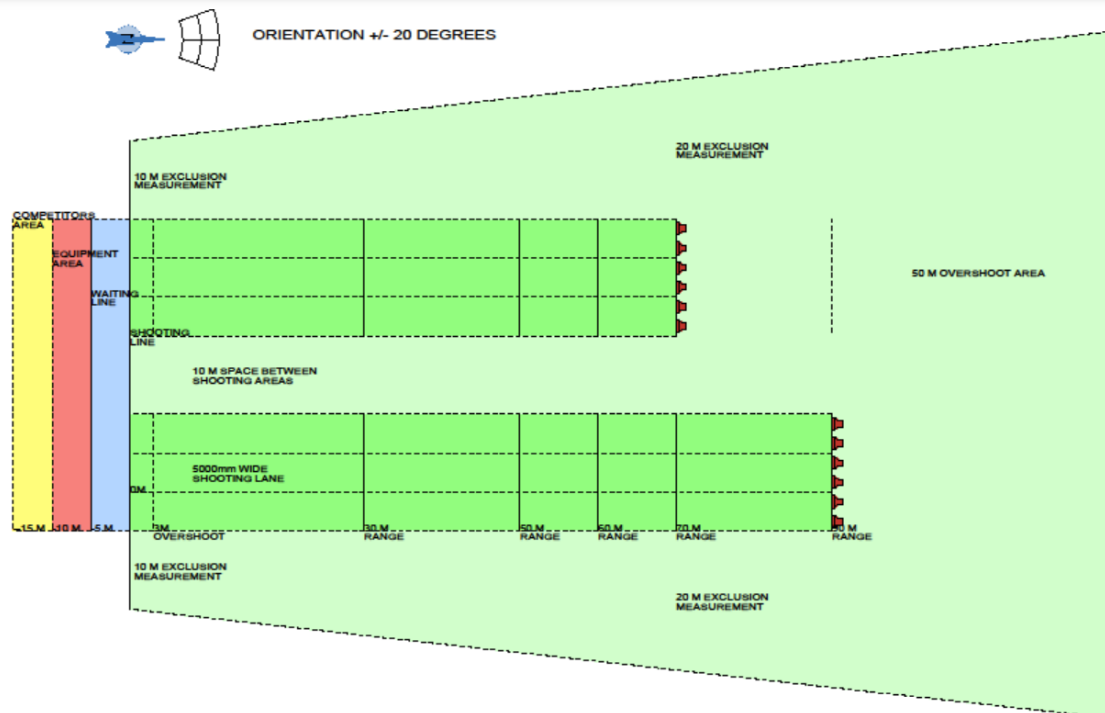 ORIENTATION +/- 20 DEGREES
20 M EXCLUSION
MEASUREMENT
10 M EXCLUSION
MEASUREMENT
COMPETITORS
AREA
EQUIPMENT
AREA
50 M OVERSHOOT AREA
WAITING
LINE
SHOOTING
LINE
10 M SPACE BETWEEN
SHOOTING AREAS
5000mm WIDE
SHOOTING LANE
0M
-15 M
-10 M
-5 M
3M
OVERSHOOT
30 M
RANGE
50 M
RANGE
60 M
RANGE
70 M
RANGE
90 M
RANGE
10 M EXCLUSION
MEASUREMENT
20 M EXCLUSION
MEASUREMENT